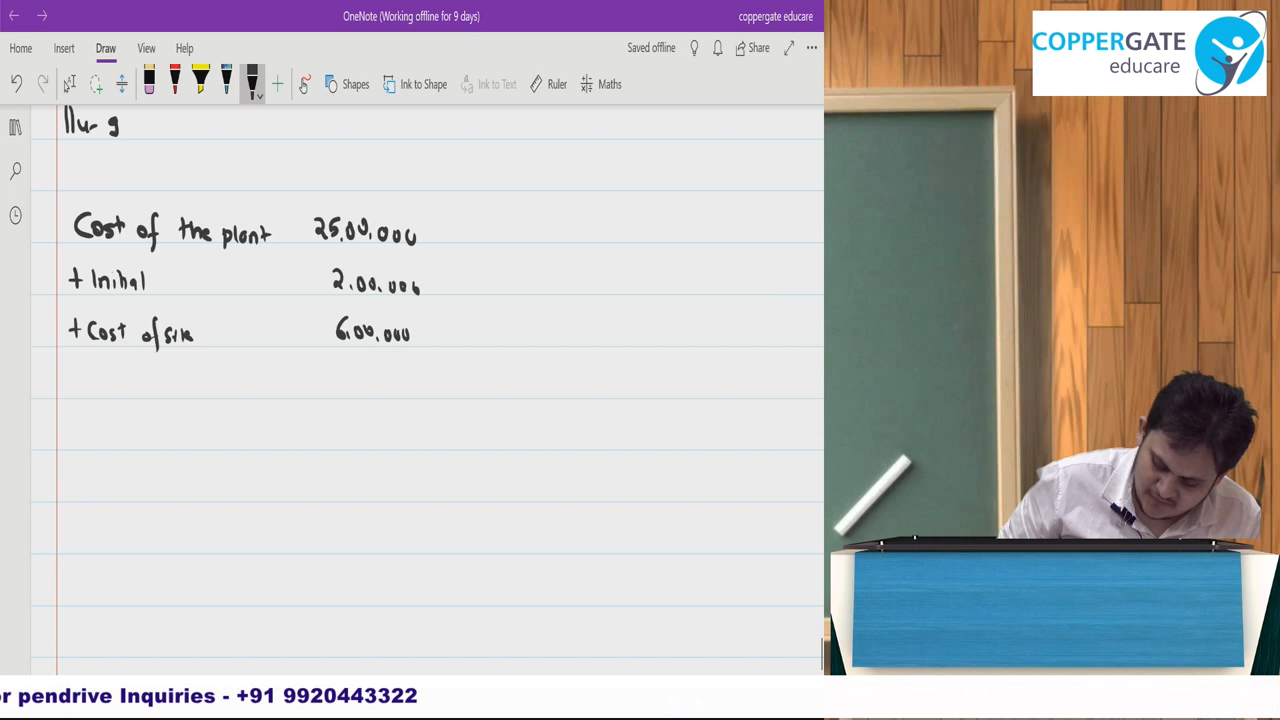 OneNote (Working offline for 9 days)
coppergate educare
Home Insert Draw View Help
Saved offline Share
Shapes Ink to Shape Ink to Text Ruler Maths
COPPERGATE
educare
Illu- 9
Cost of the plant 25,00,000
+ Initial 2,00,000
+ Cost of site 6,00,000
or pendrive Inquiries - +91 9920443322